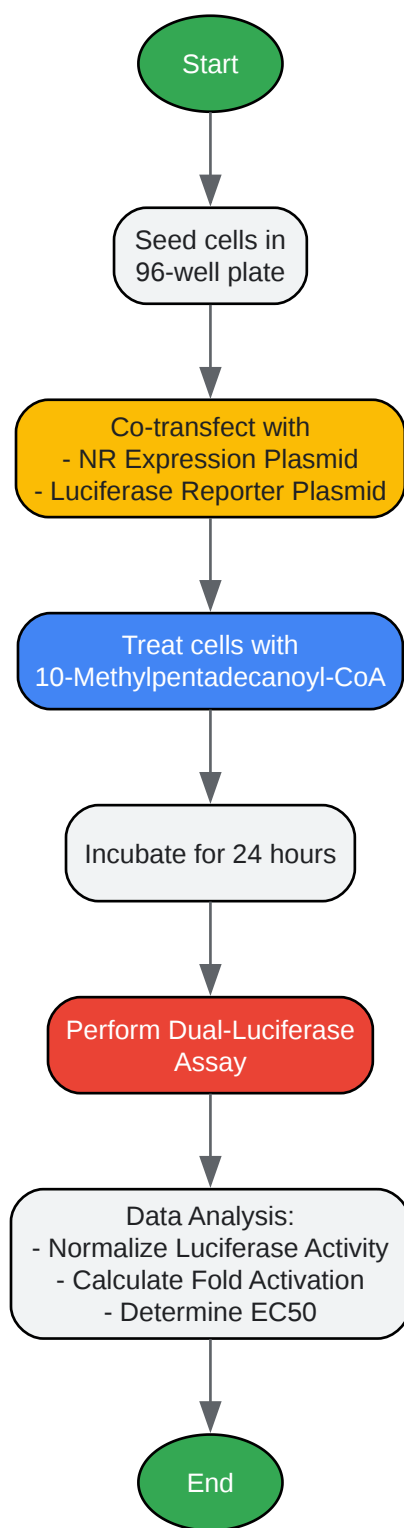 Start
Seed cells in
96-well plate
Co-transfect with
- NR Expression Plasmid
- Luciferase Reporter Plasmid
Treat cells with
10-Methylpentadecanoyl-CoA
Incubate for 24 hours
Perform Dual-Luciferase
Assay
Data Analysis:
- Normalize Luciferase Activity
- Calculate Fold Activation
- Determine EC50
End